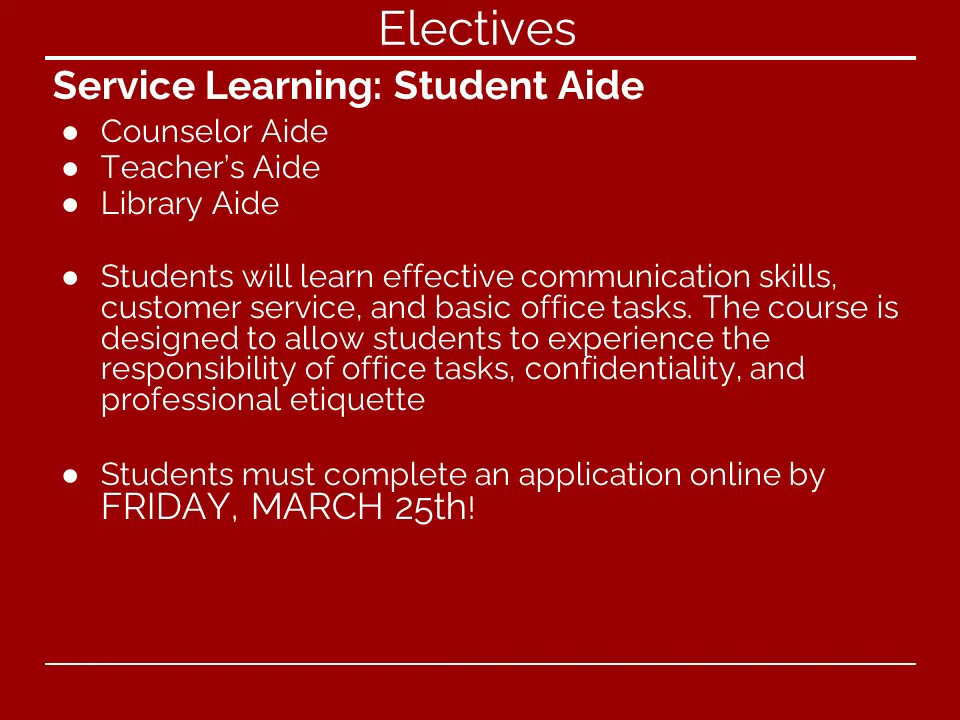 Electives
Service Learning: Student Aide
● Counselor Aide
● Teacher’s Aide
● Library Aide
● Students will learn effective communication skills,
customer service, and basic office tasks. The course is
designed to allow students to experience the
responsibility of office tasks, confidentiality, and
professional etiquette
● Students must complete an application online by
FRIDAY, MARCH 25th!